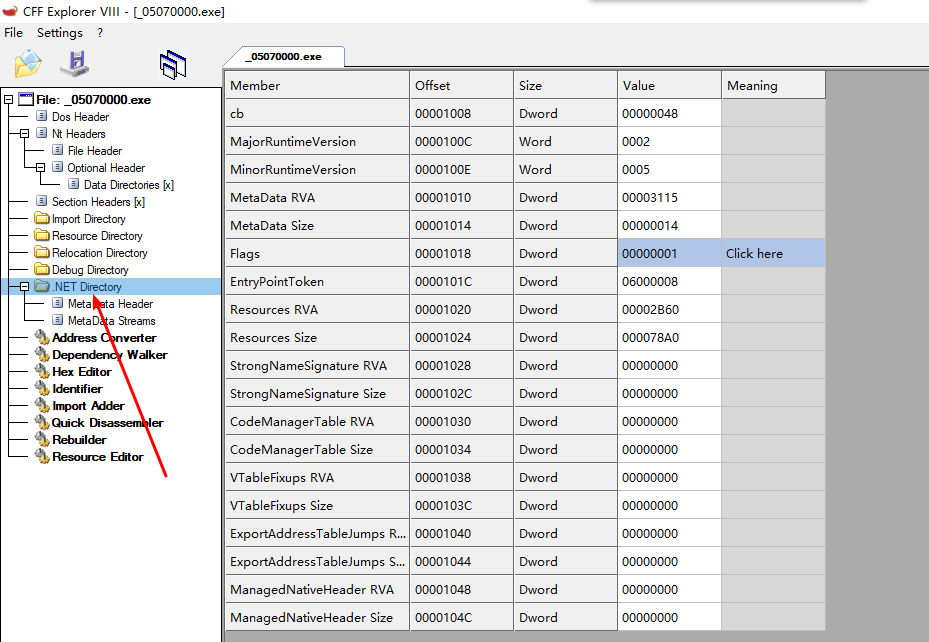 CFF Explorer VIII - [_05070000.exe]
File Settings ?
_05070000.exe
File: _05070000.exe
Dos Header
Nt Headers
File Header
Optional Header
Data Directories [x]
Section Headers [x]
Import Directory
Resource Directory
Relocation Directory
Debug Directory
.NET Directory
MetaData Header
MetaData Streams
Address Converter
Dependency Walker
Hex Editor
Identifier
Import Adder
Quick Disassembler
Rebuilder
Resource Editor
Member Offset Size Value Meaning
cb 00001008 Dword 00000048
MajorRuntimeVersion 0000100C Word 0002
MinorRuntimeVersion 0000100E Word 0005
MetaData RVA 00001010 Dword 00003115
MetaData Size 00001014 Dword 00000014
Flags 00001018 Dword 00000001 Click here
EntryPointToken 0000101C Dword 06000008
Resources RVA 00001020 Dword 00002B60
Resources Size 00001024 Dword 000078A0
StrongNameSignature RVA 00001028 Dword 00000000
StrongNameSignature Size 0000102C Dword 00000000
CodeManagerTable RVA 00001030 Dword 00000000
CodeManagerTable Size 00001034 Dword 00000000
VTableFixups RVA 00001038 Dword 00000000
VTableFixups Size 0000103C Dword 00000000
ExportAddressTableJumps R... 00001040 Dword 00000000
ExportAddressTableJumps S... 00001044 Dword 00000000
ManagedNativeHeader RVA 00001048 Dword 00000000
ManagedNativeHeader Size 0000104C Dword 00000000